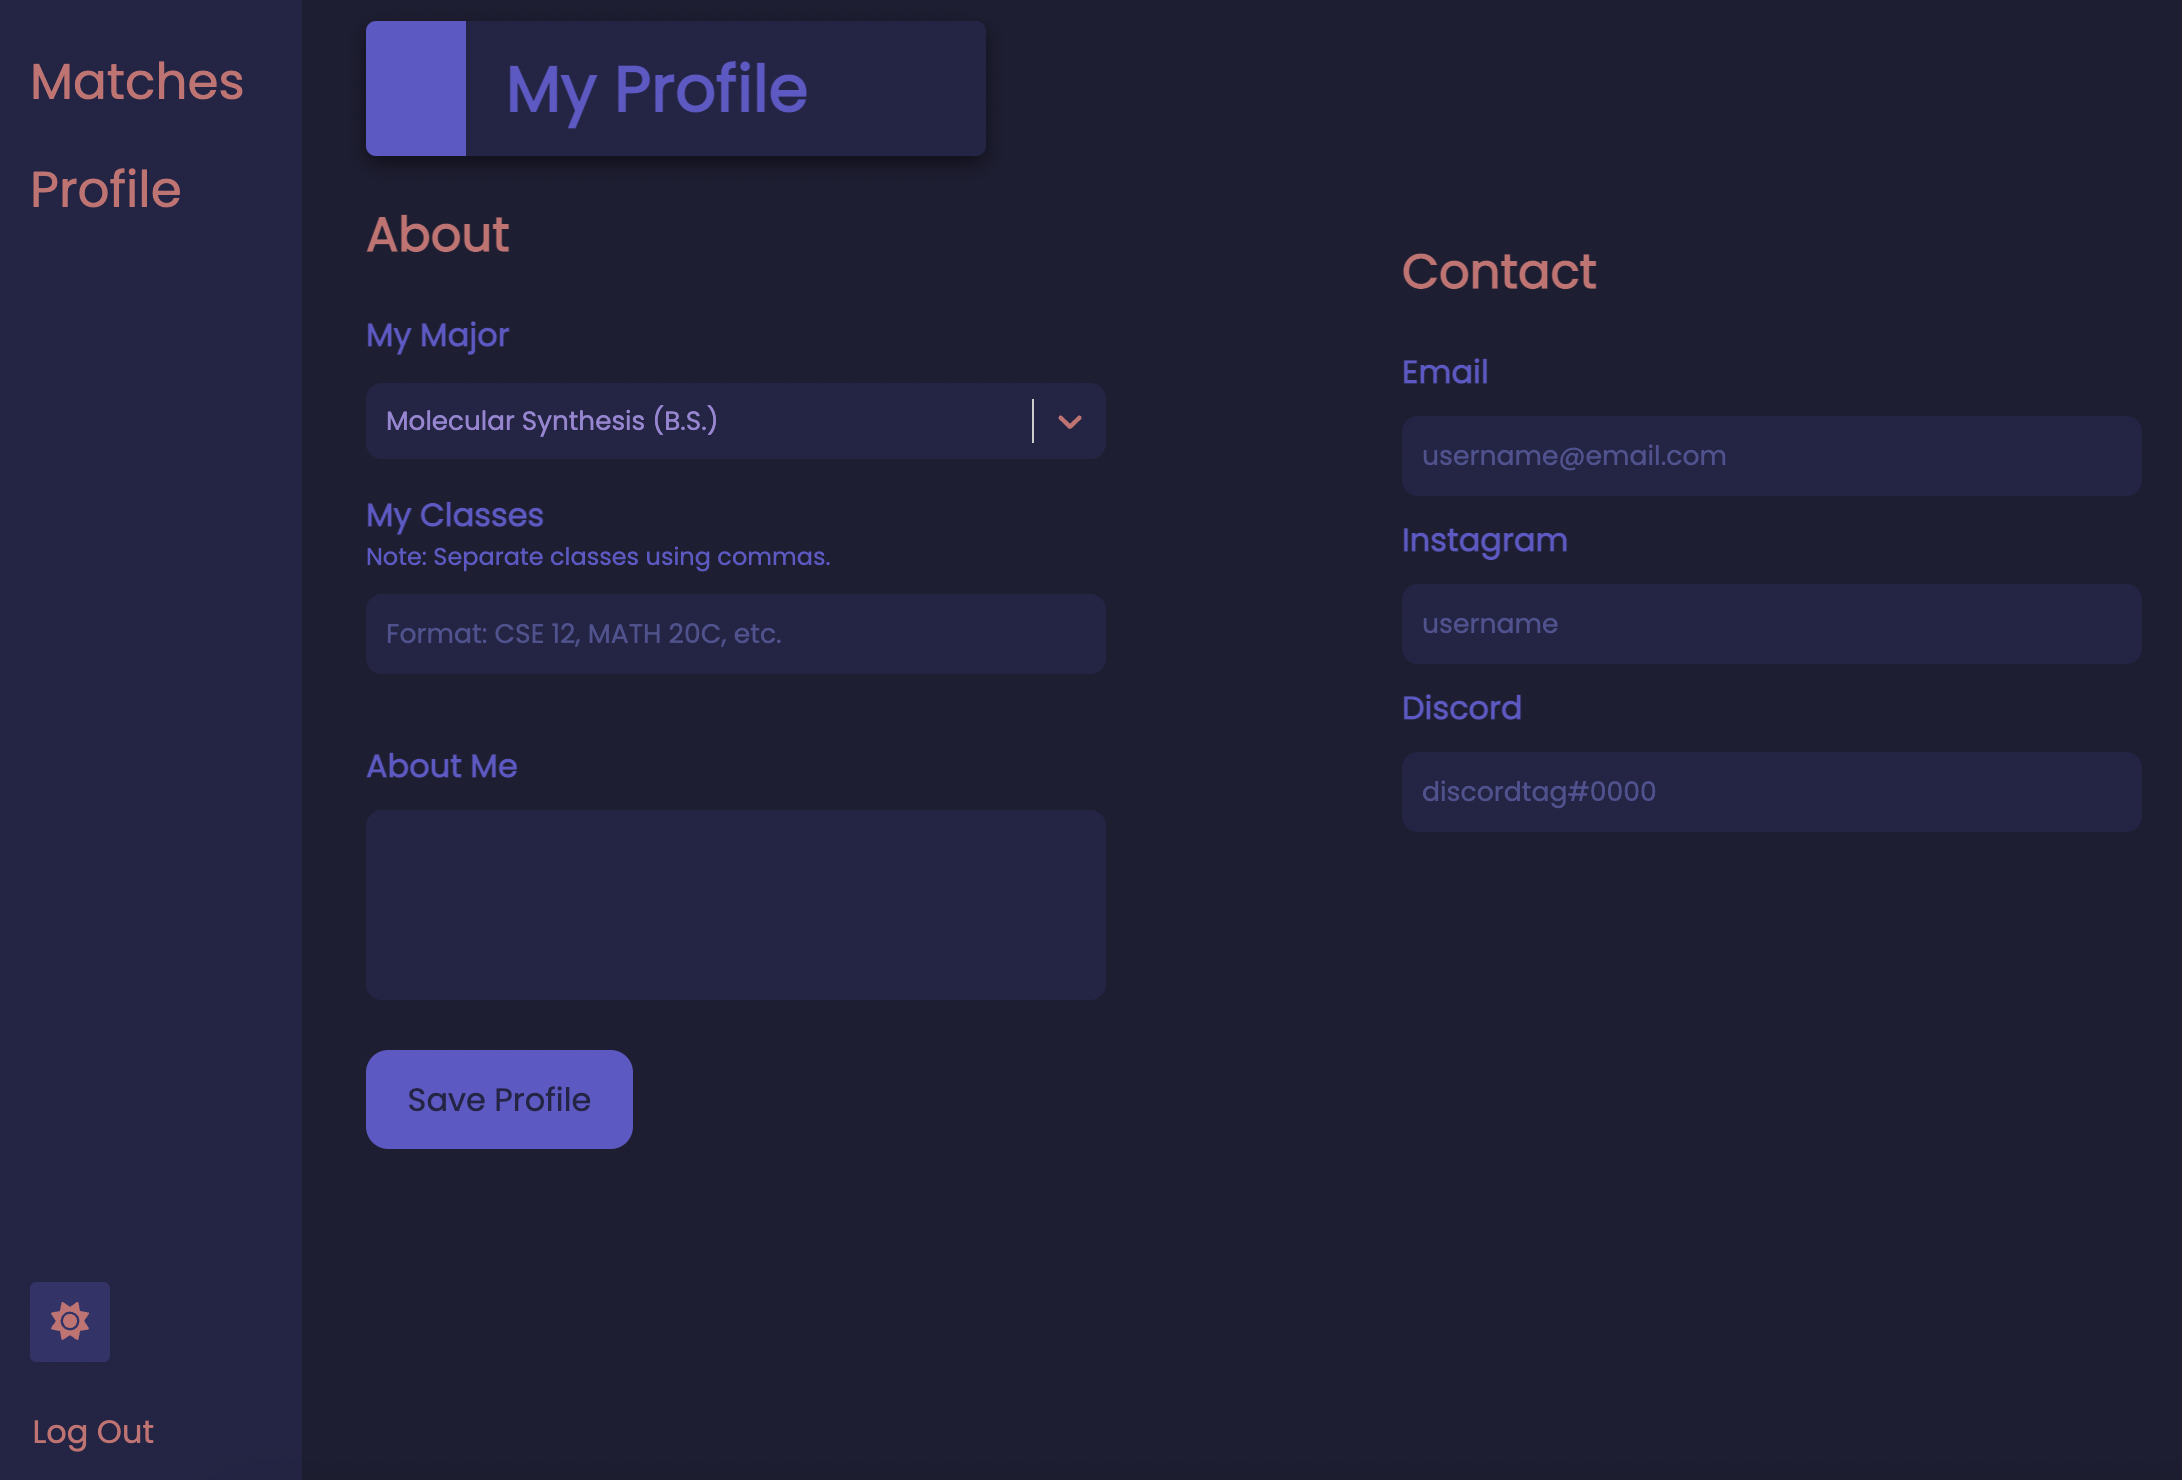 Matches
Profile
My Profile
About
My Major
Molecular Synthesis (B.S.)
My Classes
Note: Separate classes using commas.
Format: CSE 12, MATH 20C, etc.
About Me
Save Profile
Contact
Email
username@email.com
Instagram
username
Discord
discordtag#0000
Log Out